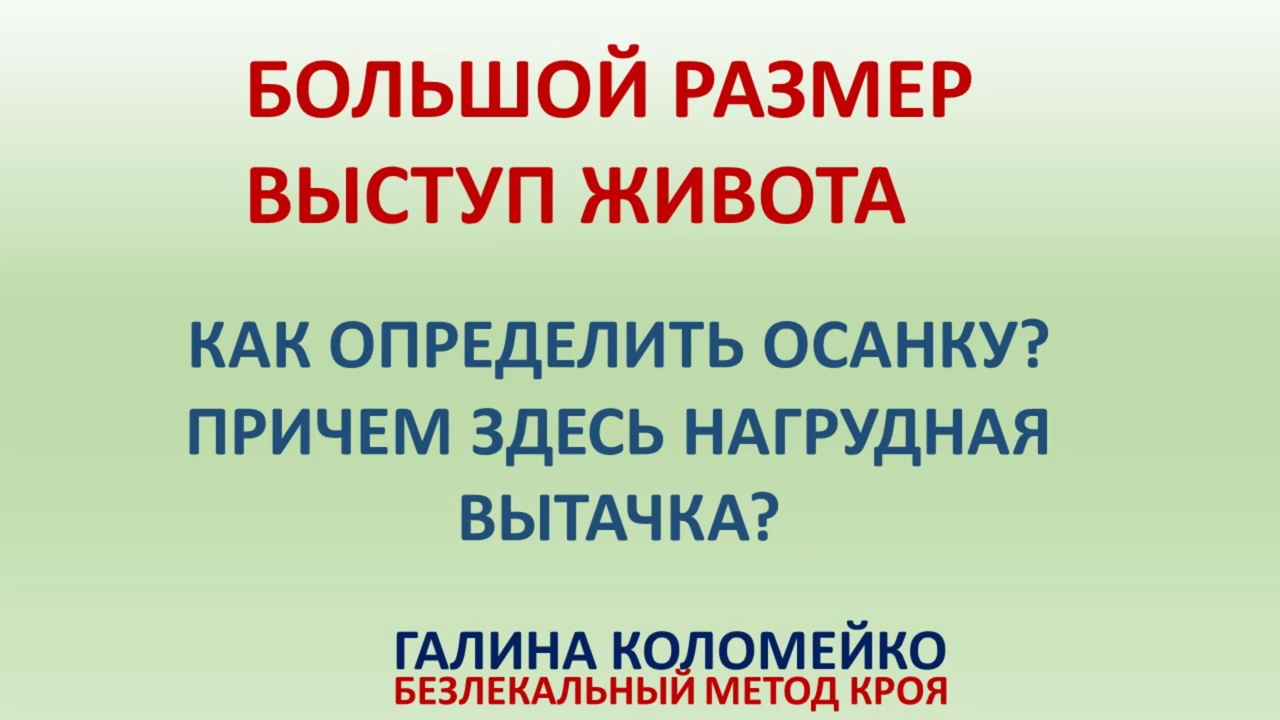 БОЛЬШОЙ РАЗМЕР
ВЫСТУП ЖИВОТА
КАК ОПРЕДЕЛИТЬ ОСАНКУ?
ПРИЧЕМ ЗДЕСЬ НАГРУДНАЯ
ВЫТАЧКА?
ГАЛИНА КОЛОМЕЙКО
БЕЗЛЕКАЛЬНЫЙ МЕТОД КРОЯ